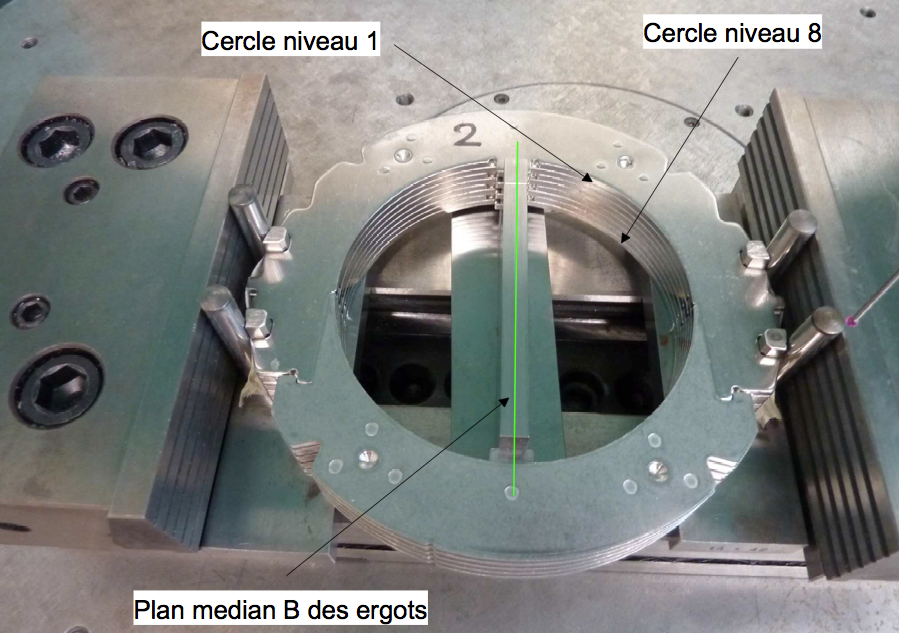 Cercle niveau 1
Cercle niveau 8
2
Plan median B des ergots